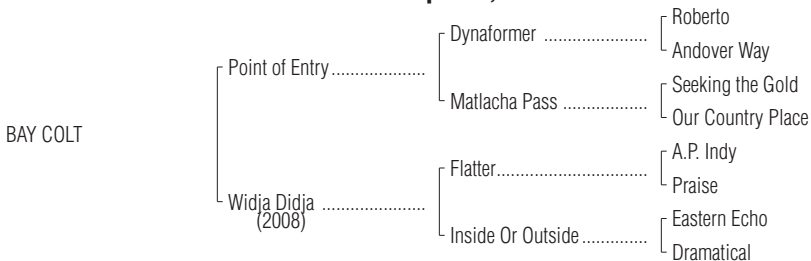 Roberto
Dynaformer ...........................
Andover Way
Point of Entry.....................
Seeking the Gold
Matlacha Pass ...................
Our Country Place
BAY COLT
A.P. Indy
Flatter..................................
Praise
Widja Didja .......................
(2008)
Eastern Echo
Inside Or Outside...............
Dramatical